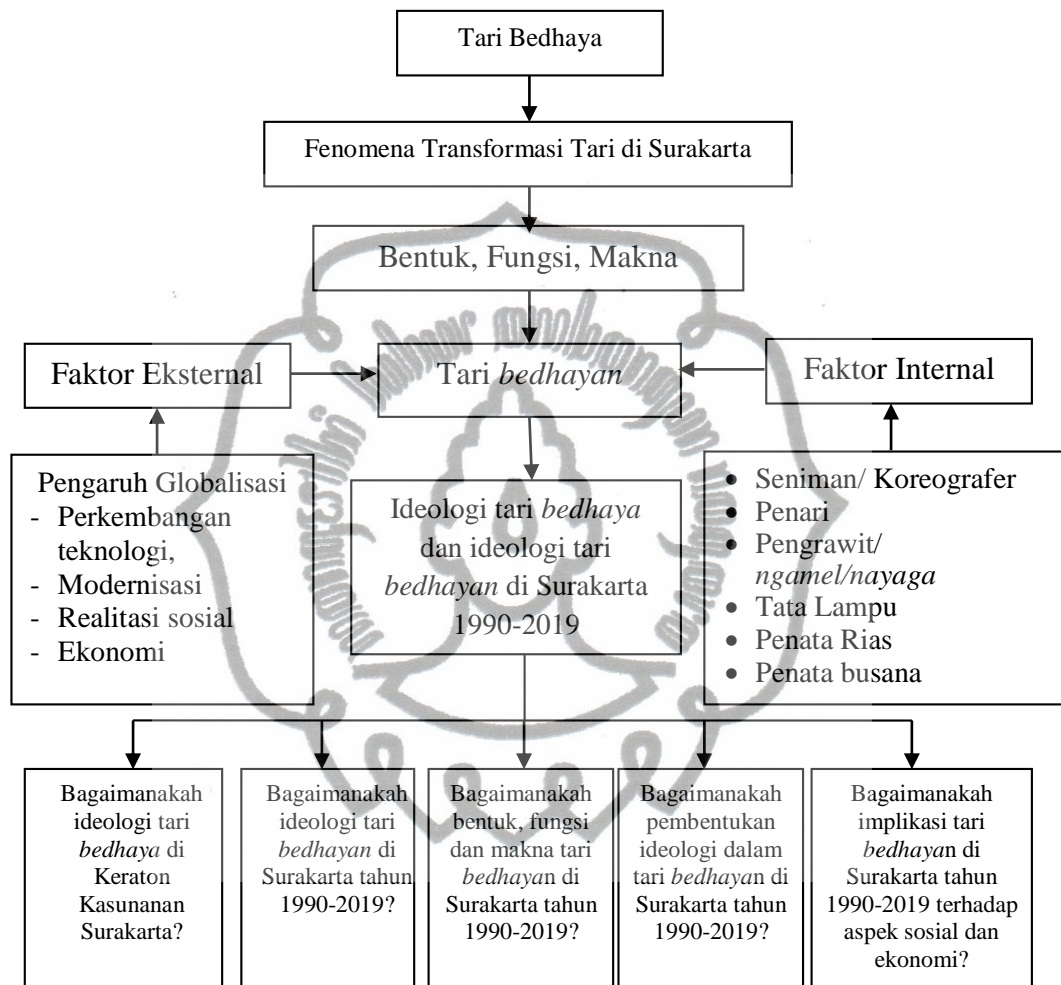 Tari Bedhaya
Fenomena Transformasi Tari di Surakarta
Bentuk, Fungsi, Makna
Faktor Eksternal
Tari bedhayan
Faktor Internal
Pengaruh Globalisasi
- Perkembangan
teknologi,
- Modernisasi
- Realitasi sosial
- Ekonomi
Ideologi tari bedhaya
dan ideologi tari
bedhayan di Surakarta
1990-2019
• Seniman/ Koreografer
• Penari
• Pengrawit/
ngamel/nayaga
• Tata Lampu
• Penata Rias
• Penata busana
Bagaimanakah
ideologi tari
bedhaya di
Keraton
Kasunanan
Surakarta?
Bagaimanakah
ideologi tari
bedhayan di
Surakarta tahun
1990-2019?
Bagaimanakah
bentuk, fungsi
dan makna tari
bedhayan di
Surakarta tahun
1990-2019?
Bagaimanakah
pembentukan
ideologi dalam
tari bedhayan di
Surakarta tahun
1990-2019?
Bagaimanakah
implikasi tari
bedhayan di
Surakarta tahun
1990-2019 terhadap
aspek sosial dan
ekonomi?